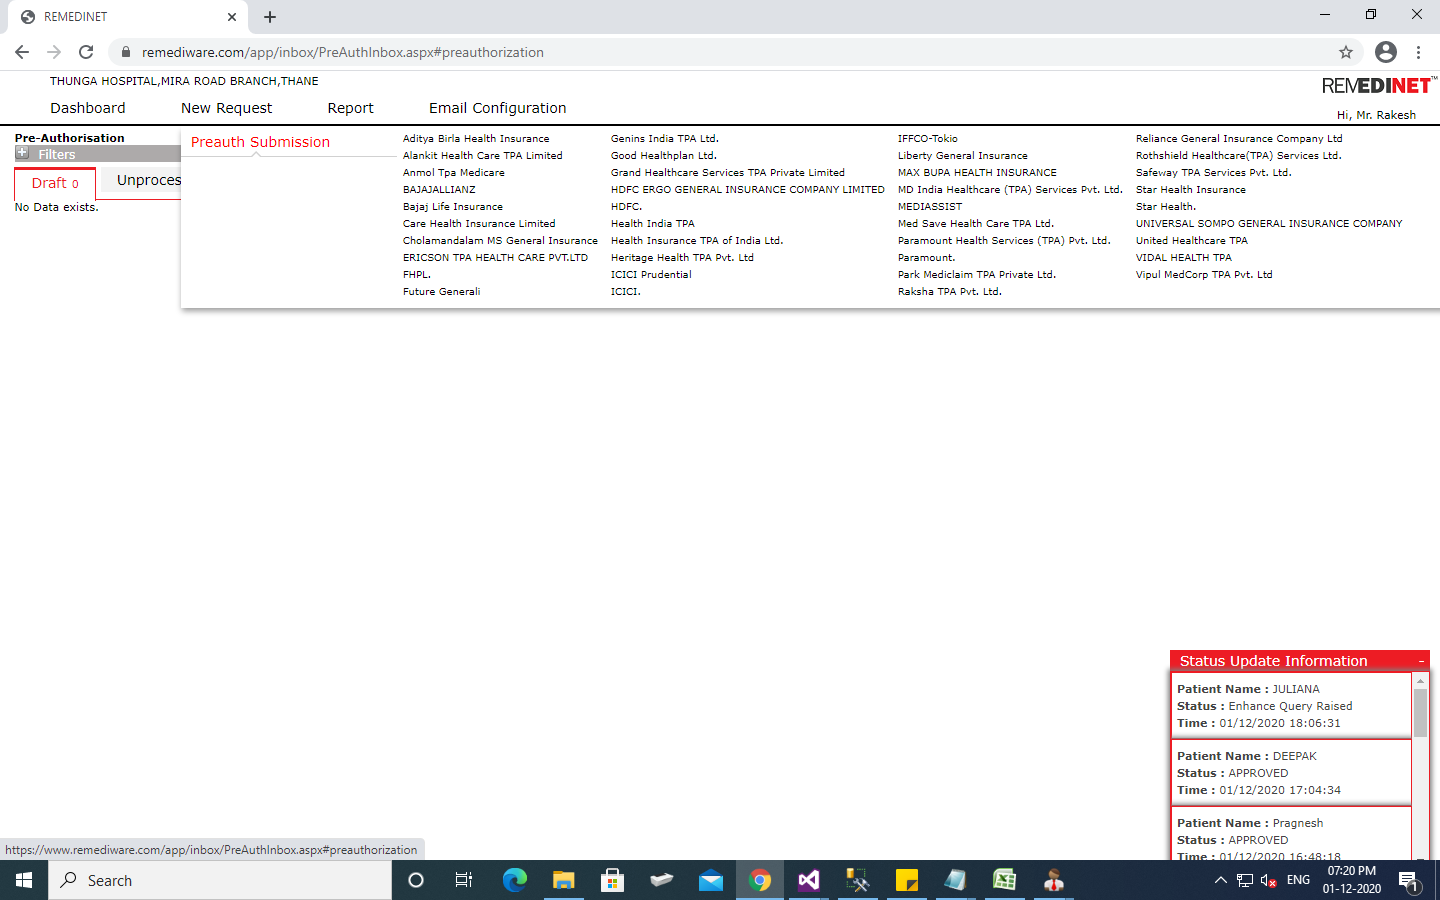 REMEDINET
remediware.com/app/inbox/PreAuthInbox.aspx#preauthorization
THUNGA HOSPITAL,MIRA ROAD BRANCH,THANE
REMEDINET™
Dashboard New Request Report Email Configuration
Hi, Mr. Rakesh
Pre-Authorisation
Filters
Draft 0 Unproces
No Data exists.
Preauth Submission
Aditya Birla Health Insurance
Alankit Health Care TPA Limited
Anmol Tpa Medicare
BAJAJALLIANZ
Bajaj Life Insurance
Care Health Insurance Limited
Cholamandalam MS General Insurance
ERICSON TPA HEALTH CARE PVT.LTD
FHPL.
Future Generali
Genins India TPA Ltd.
Good Healthplan Ltd.
Grand Healthcare Services TPA Private Limited
HDFC ERGO GENERAL INSURANCE COMPANY LIMITED
HDFC.
Health India TPA
Health Insurance TPA of India Ltd.
Heritage Health TPA Pvt. Ltd
ICICI Prudential
ICICI.
IFFCO-Tokio
Liberty General Insurance
MAX BUPA HEALTH INSURANCE
MD India Healthcare (TPA) Services Pvt. Ltd.
MEDIASSIST
Med Save Health Care TPA Ltd.
Paramount Health Services (TPA) Pvt. Ltd.
Paramount.
Park Mediclaim TPA Private Ltd.
Raksha TPA Pvt. Ltd.
Reliance General Insurance Company Ltd
Rothshield Healthcare(TPA) Services Ltd.
Safeway TPA Services Pvt. Ltd.
Star Health Insurance
Star Health.
UNIVERSAL SOMPO GENERAL INSURANCE COMPANY
United Healthcare TPA
VIDAL HEALTH TPA
Vipul MedCorp TPA Pvt. Ltd
Status Update Information -
Patient Name : JULIANA
Status : Enhance Query Raised
Time : 01/12/2020 18:06:31
Patient Name : DEEPAK
Status : APPROVED
Time : 01/12/2020 17:04:34
Patient Name : Pragnesh
Status : APPROVED
Time : 01/12/2020 16:48:18
https://www.remediware.com/app/inbox/PreAuthInbox.aspx#preauthorization
Search
ENG
07:20 PM
01-12-2020
1